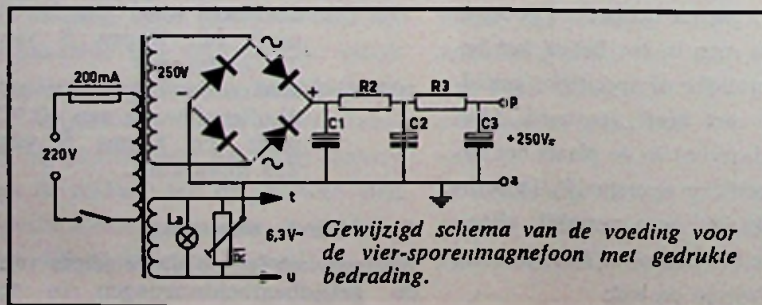 200mA
250V
~
+
R2
R3
p
C1
C2
C3
+250V=
220V
~
a
t
La
R1
6,3V~
u
Gewijzigd schema van de voeding voor
de vier-sporenmagnefoon met gedrukte
bedrading.